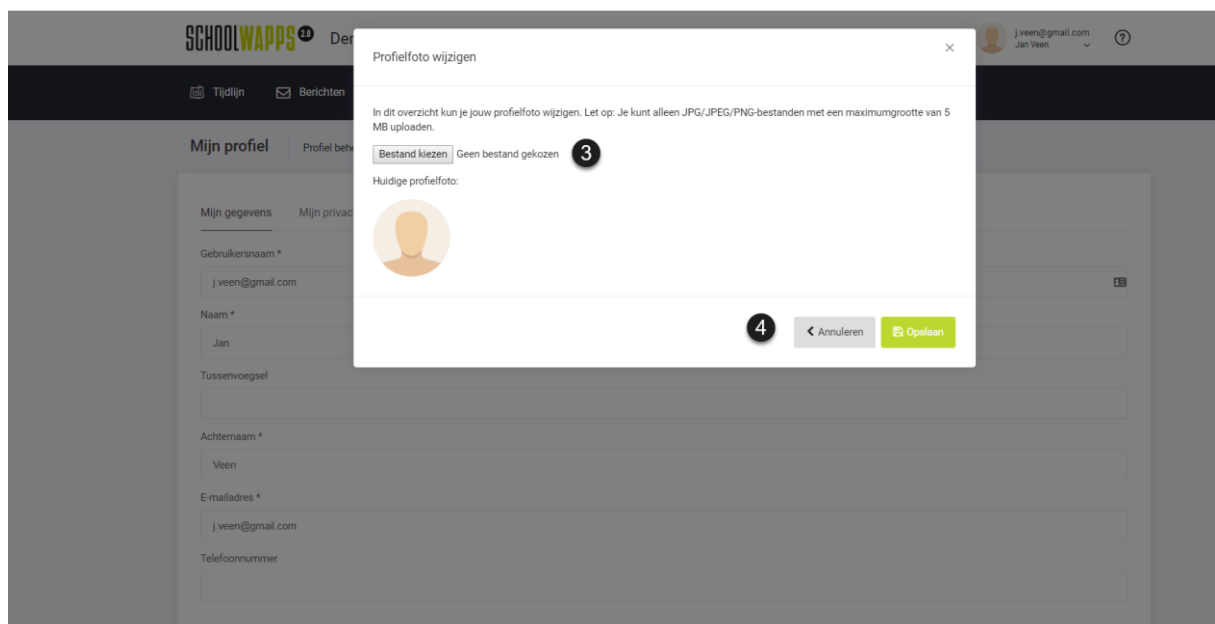 SCHOOLWAPPS 2.0
j.veen@gmail.com
Jan Veen
?
Tijdlijn
Berichten
Mijn profiel
Profielfoto wijzigen
×
In dit overzicht kun je jouw profielfoto wijzigen. Let op: Je kunt alleen JPG/JPEG/PNG-bestanden met een maximumgrootte van 5
MB uploaden.
Bestand kiezen Geen bestand gekozen 3
Huidige profielfoto:
4 Annuleren Opslaan
Mijn gegevens
Gebruikersnaam *
j.veen@gmail.com
Naam *
Jan
Tussenvoegsel
Achternaam *
Veen
E-mailadres *
j.veen@gmail.com
Telefoonnummer